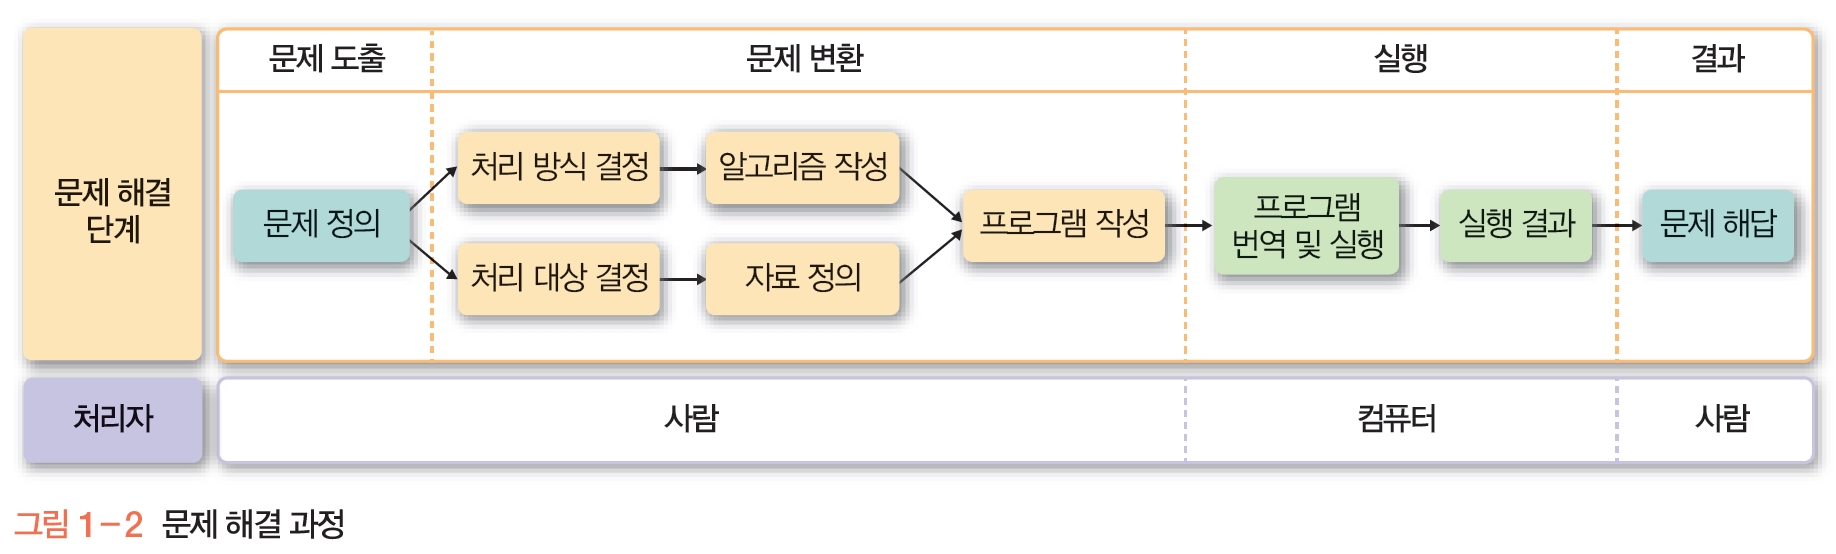 문제 해결
단계
문제 도출
문제 변환
실행
결과
문제 정의
처리 방식 결정
알고리즘 작성
처리 대상 결정
자료 정의
프로그램 작성
프로그램
번역 및 실행
실행 결과
문제 해답
처리자
사람
컴퓨터
사람
그림 1-2 문제 해결 과정